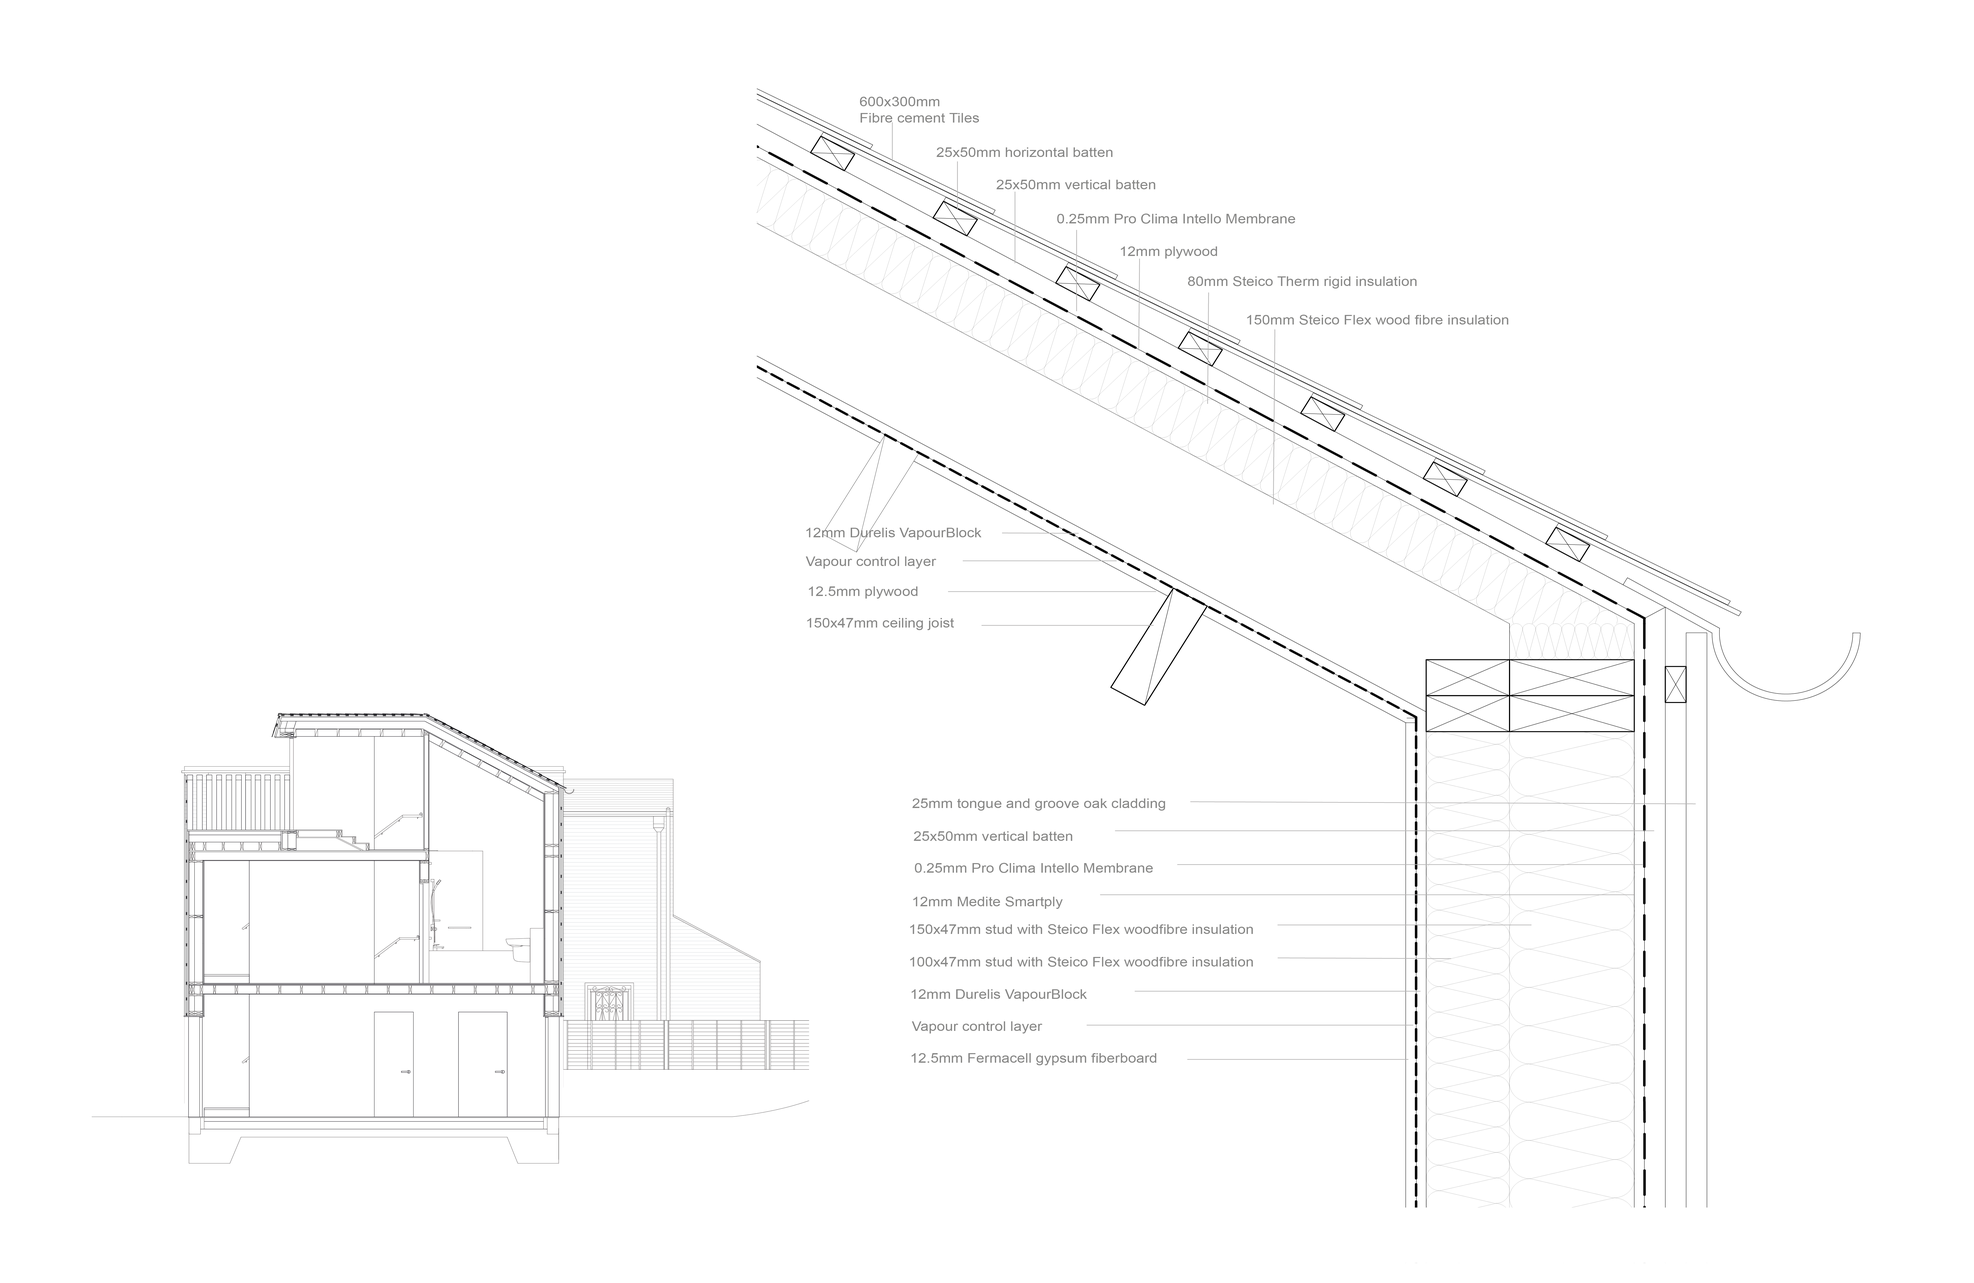 600x300mm
Fibre cement Tiles
25x50mm horizontal batten
25x50mm vertical batten
0.25mm Pro Clima Intello Membrane
12mm plywood
80mm Steico Therm rigid insulation
150mm Steico Flex wood fibre insulation
12mm Durelis VapourBlock
Vapour control layer
12.5mm plywood
150x47mm ceiling joist
25mm tongue and groove oak cladding
25x50mm vertical batten
0.25mm Pro Clima Intello Membrane
12mm Medite Smartply
150x47mm stud with Steico Flex woodfibre insulation
100x47mm stud with Steico Flex woodfibre insulation
12mm Durelis VapourBlock
Vapour control layer
12.5mm Fermacell gypsum fiberboard